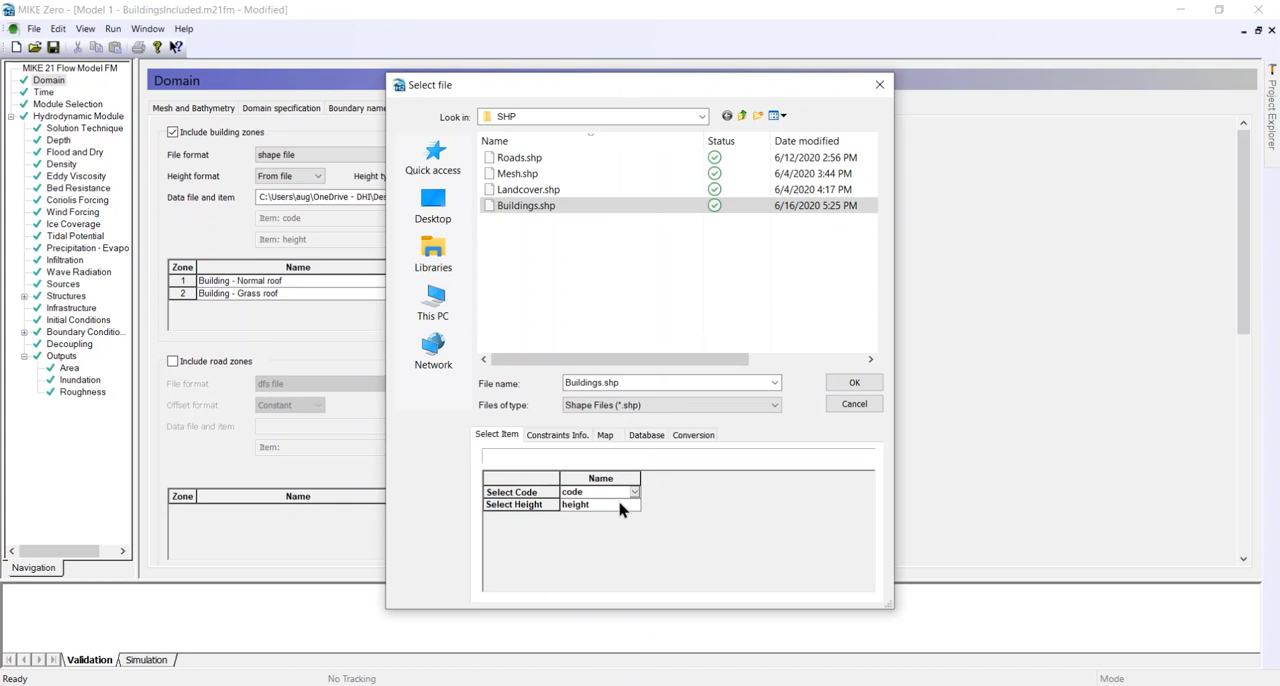 MIKE Zero - [Model 1 - BuildingsIncluded.m21fm - Modified]
File Edit View Run Window Help
MIKE 21 Flow Model FM
Domain
Time
Module Selection
Hydrodynamic Module
Solution Technique
Depth
Flood and Dry
Density
Eddy Viscosity
Bed Resistance
Coriolis Forcing
Wind Forcing
Ice Coverage
Tidal Potential
Precipitation - Evapo
Infiltration
Wave Radiation
Sources
Structures
Infrastructure
Initial Conditions
Boundary Conditio...
Decoupling
Outputs
Area
Inundation
Roughness
Navigation
Domain
Mesh and Bathymetry Domain specification Boundary name
Include building zones
File format shape file
Height format From file Height ty
Data file and item C:\Users\aug\OneDrive - DHI\Des
Item: code
Item: height
Zone Name
1 Building - Normal roof
2 Building - Grass roof
Include road zones
File format dfs file
Offset format Constant
Data file and item
Item:
Zone Name
Select file
Look in: SHP
Quick access
Desktop
Libraries
This PC
Network
Name Status Date modified
Roads.shp 6/12/2020 2:56 PM
Mesh.shp 6/4/2020 3:44 PM
Landcover.shp 6/4/2020 4:17 PM
Buildings.shp 6/16/2020 5:25 PM
File name: Buildings.shp OK
Files of type: Shape Files (*.shp) Cancel
Select Item Constraints Info. Map Database Conversion
Name
Select Code code
Select Height height
Project Explorer
Validation Simulation
Ready No Tracking Mode